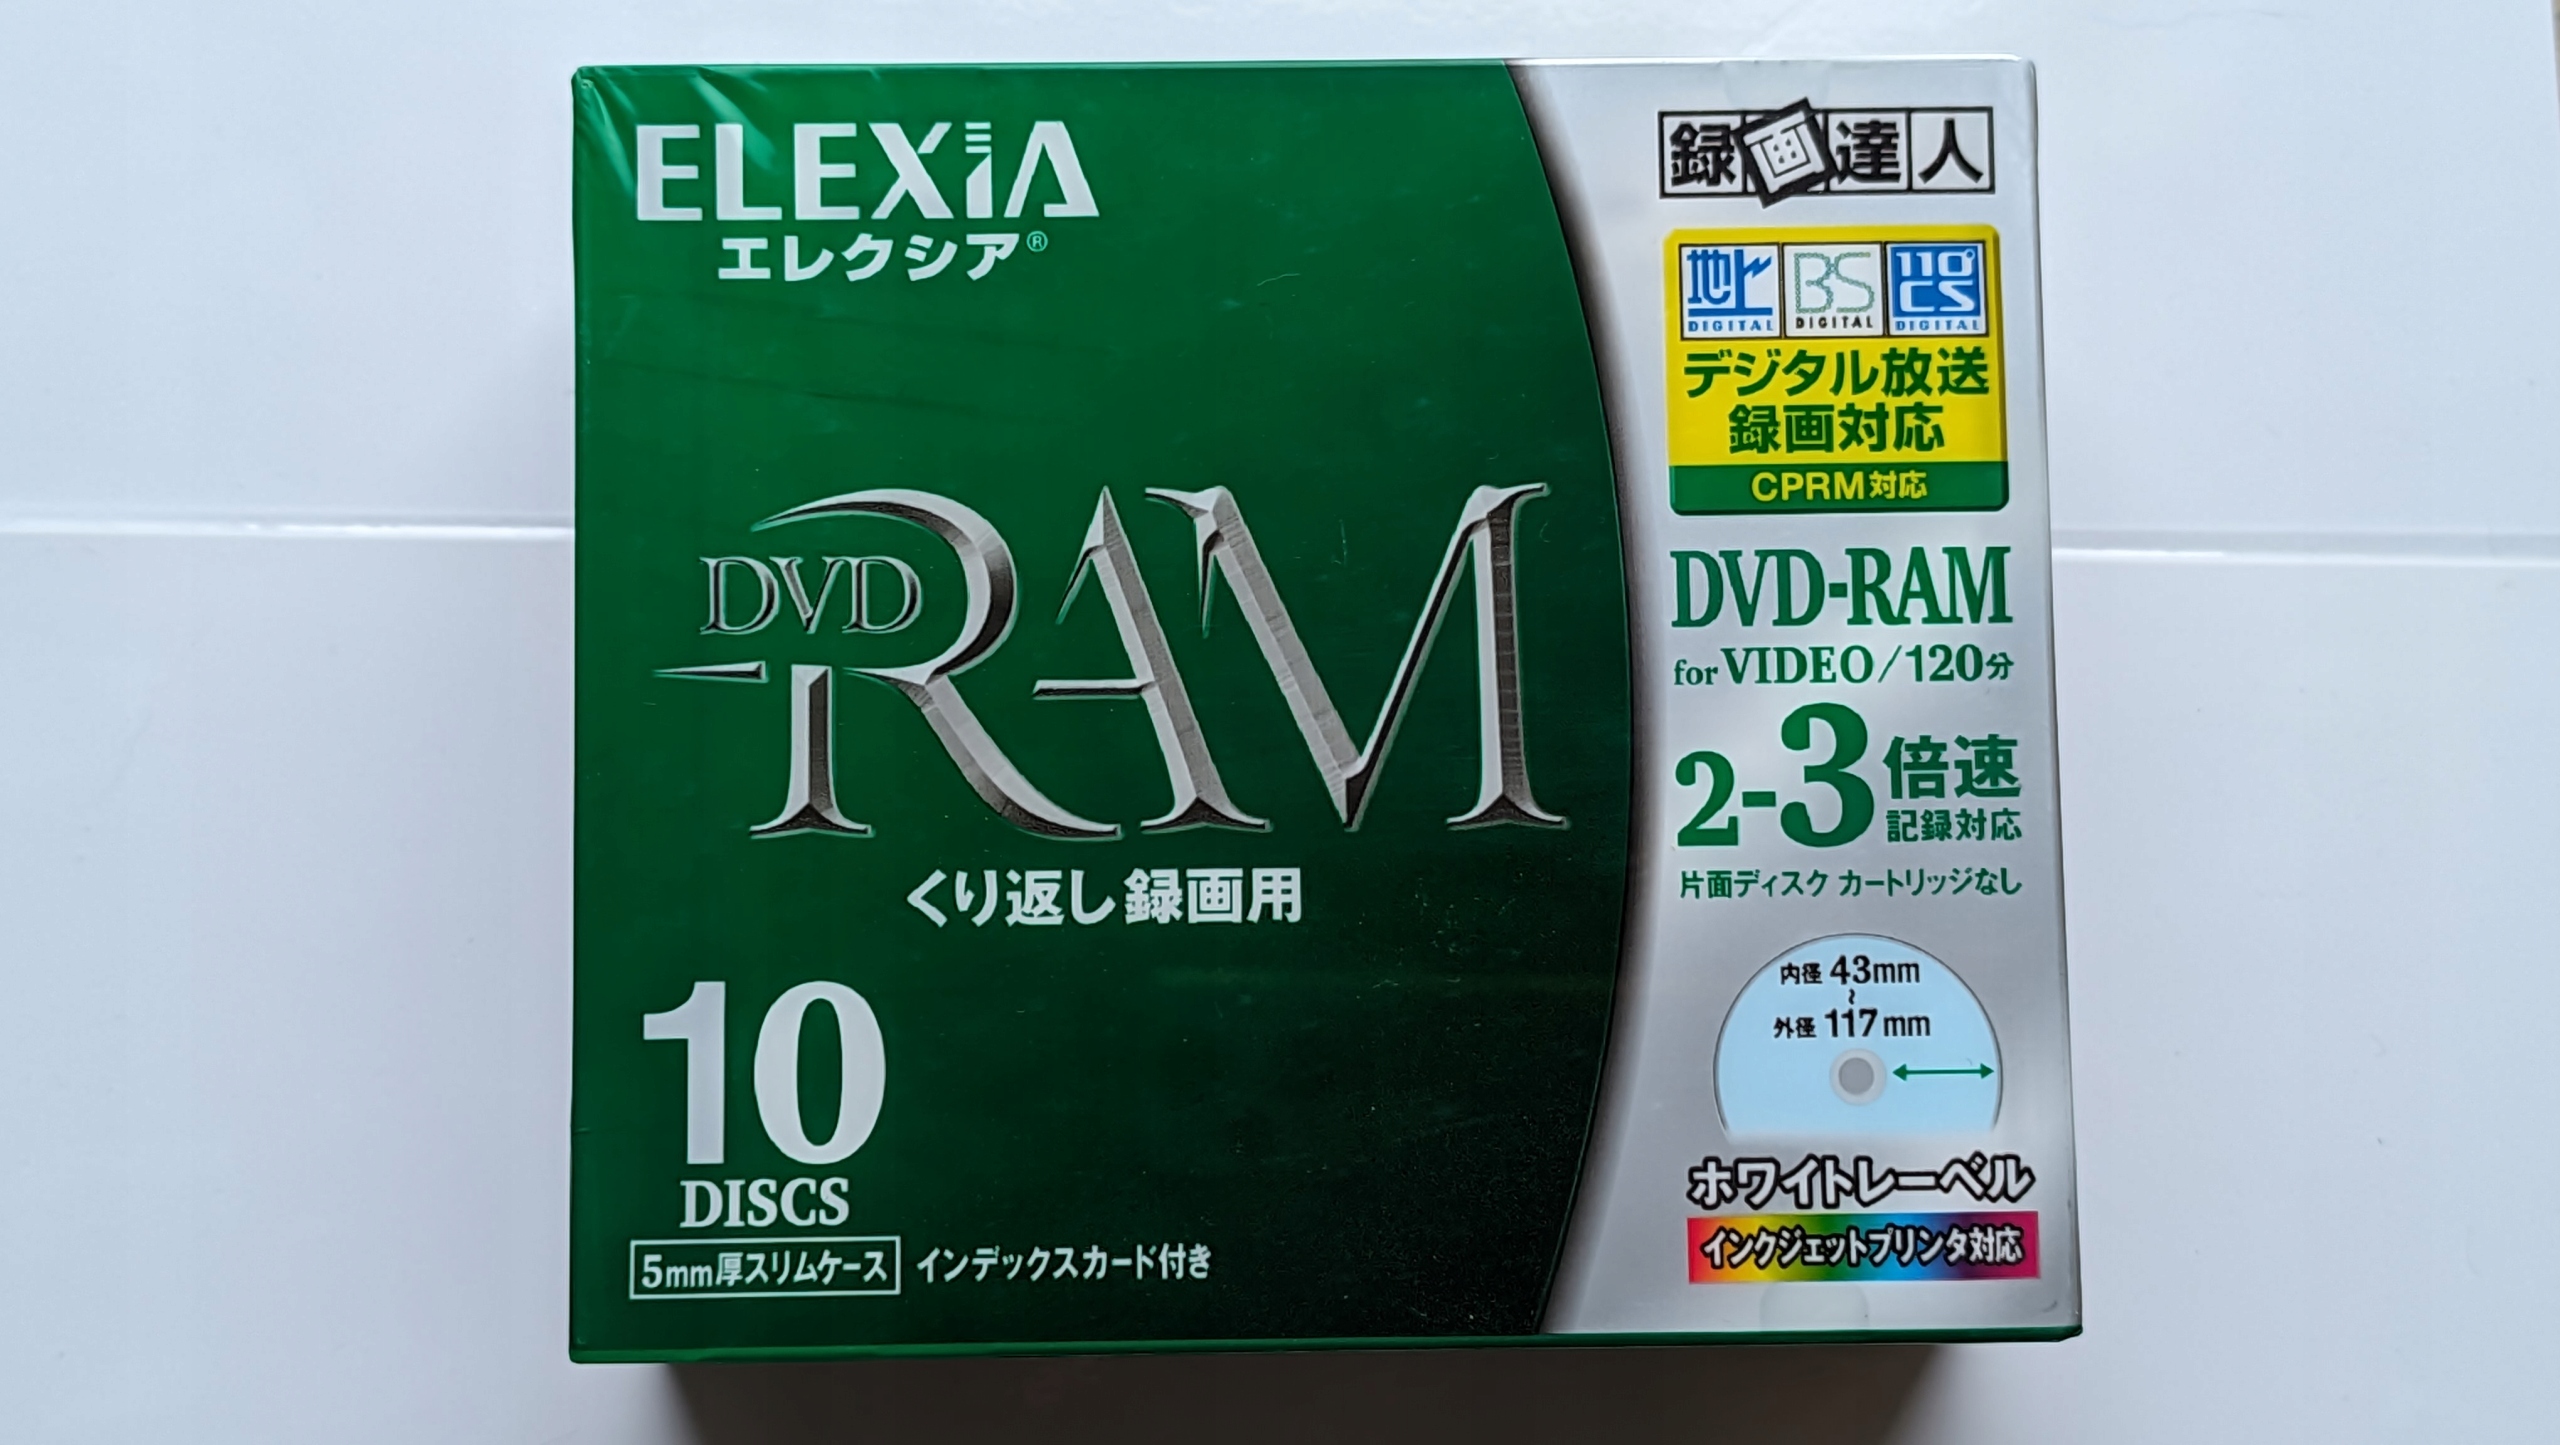 ELEXiA
エレクシア®
DVD
-RAM
くり返し録画用
10
DISCS
5mm厚スリムケース インデックスカード付き
録画達人
地上 BS 110° CS
DIGITAL DIGITAL DIGITAL
デジタル放送
録画対応
CPRM対応
DVD-RAM
for VIDEO/120分
2-3倍速
記録対応
片面ディスク カートリッジなし
内径 43mm
~
外径 117mm
ホワイトレーベル
インクジェットプリンタ対応